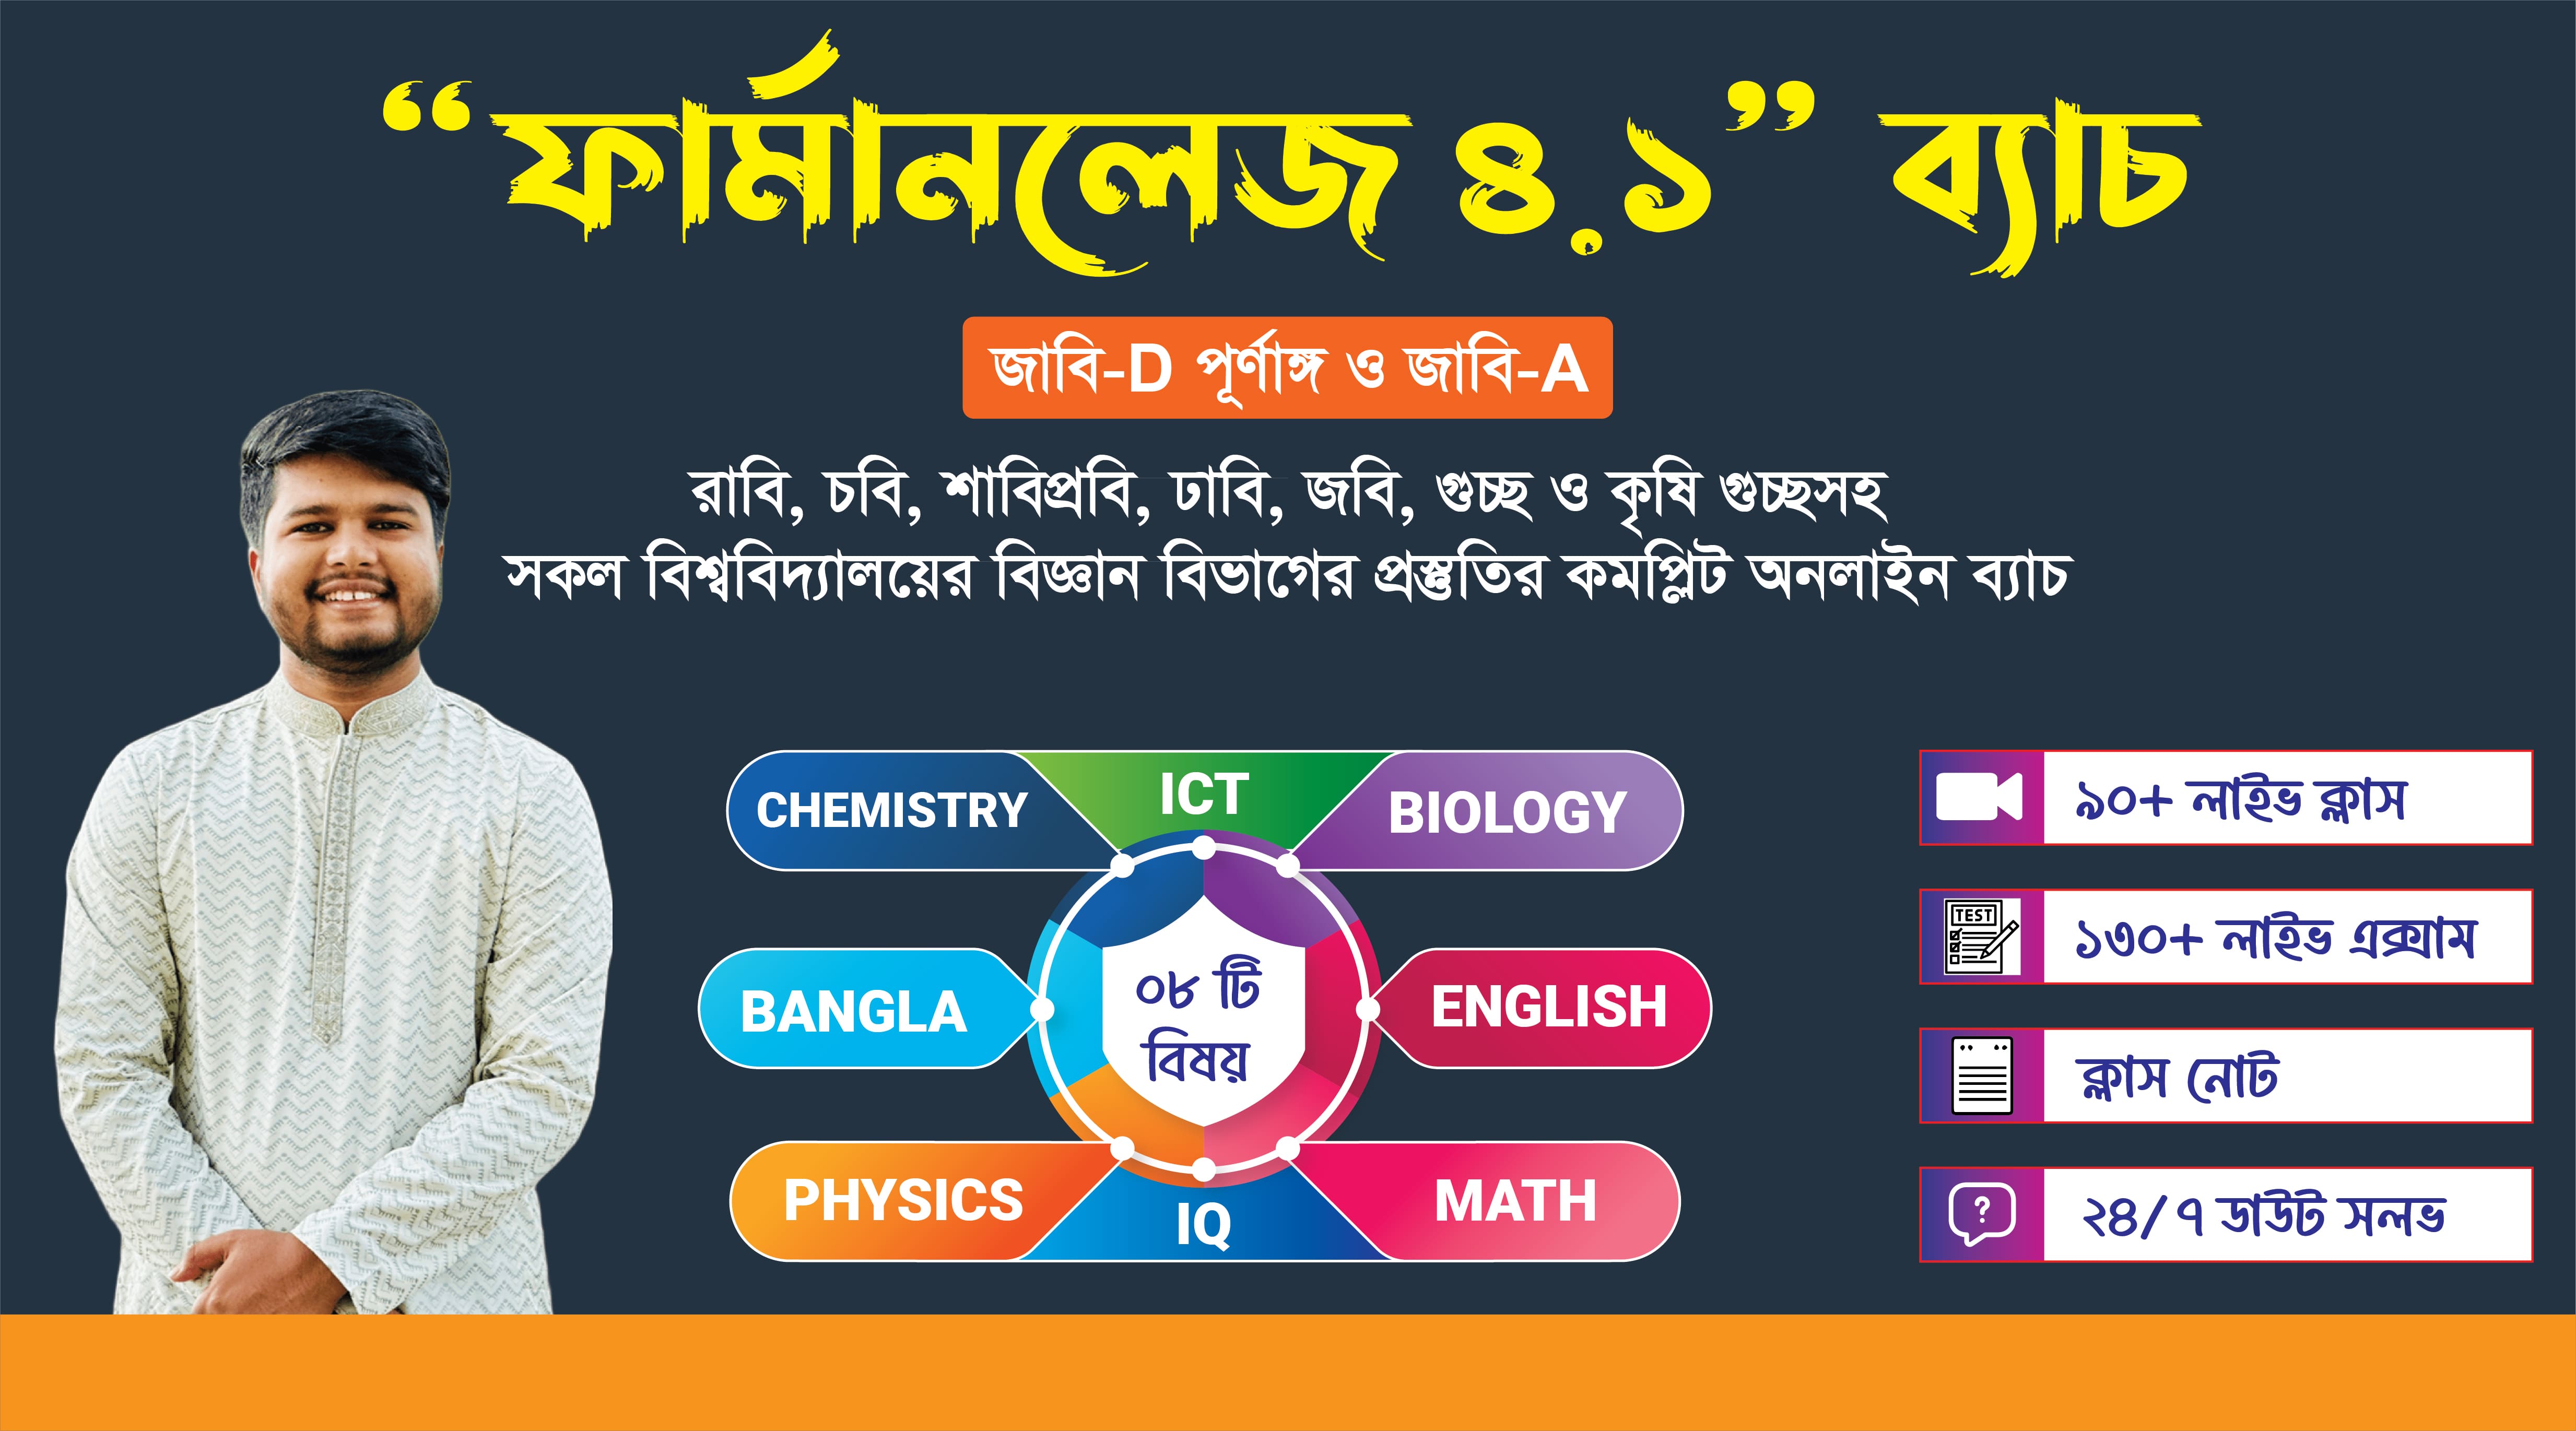 “ফার্মানলেজ ৪.১” ব্যাচ
জাবি-D পূর্ণাঙ্গ ও জাবি-A
রাবি, চবি, শাবিপ্রবি, ঢাবি, জবি, গুচ্ছ ও কৃষি গুচ্ছসহ
সকল বিশ্ববিদ্যালয়ের বিজ্ঞান বিভাগের প্রস্তুতির কমপ্লিট অনলাইন ব্যাচ
CHEMISTRY
ICT
BIOLOGY
BANGLA
০৮ টি
বিষয়
ENGLISH
PHYSICS
IQ
MATH
৯০+ লাইভ ক্লাস
TEST
১৩০+ লাইভ এক্সাম
ক্লাস নোট
?
২৪/৭ ডাউট সলভ